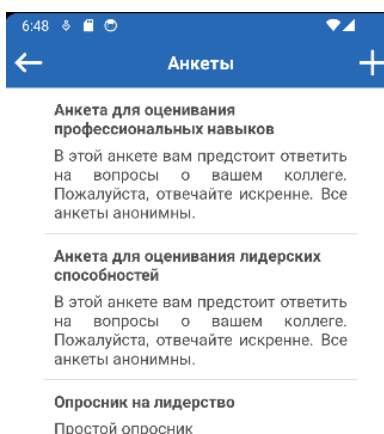 6:48
Анкеты
Анкета для оценивания
профессиональных навыков
В этой анкете вам предстоит ответить
на вопросы о вашем коллеге.
Пожалуйста, отвечайте искренне. Все
анкеты анонимны.
Анкета для оценивания лидерских
способностей
В этой анкете вам предстоит ответить
на вопросы о вашем коллеге.
Пожалуйста, отвечайте искренне. Все
анкеты анонимны.
Опросник на лидерство
Простой опросник